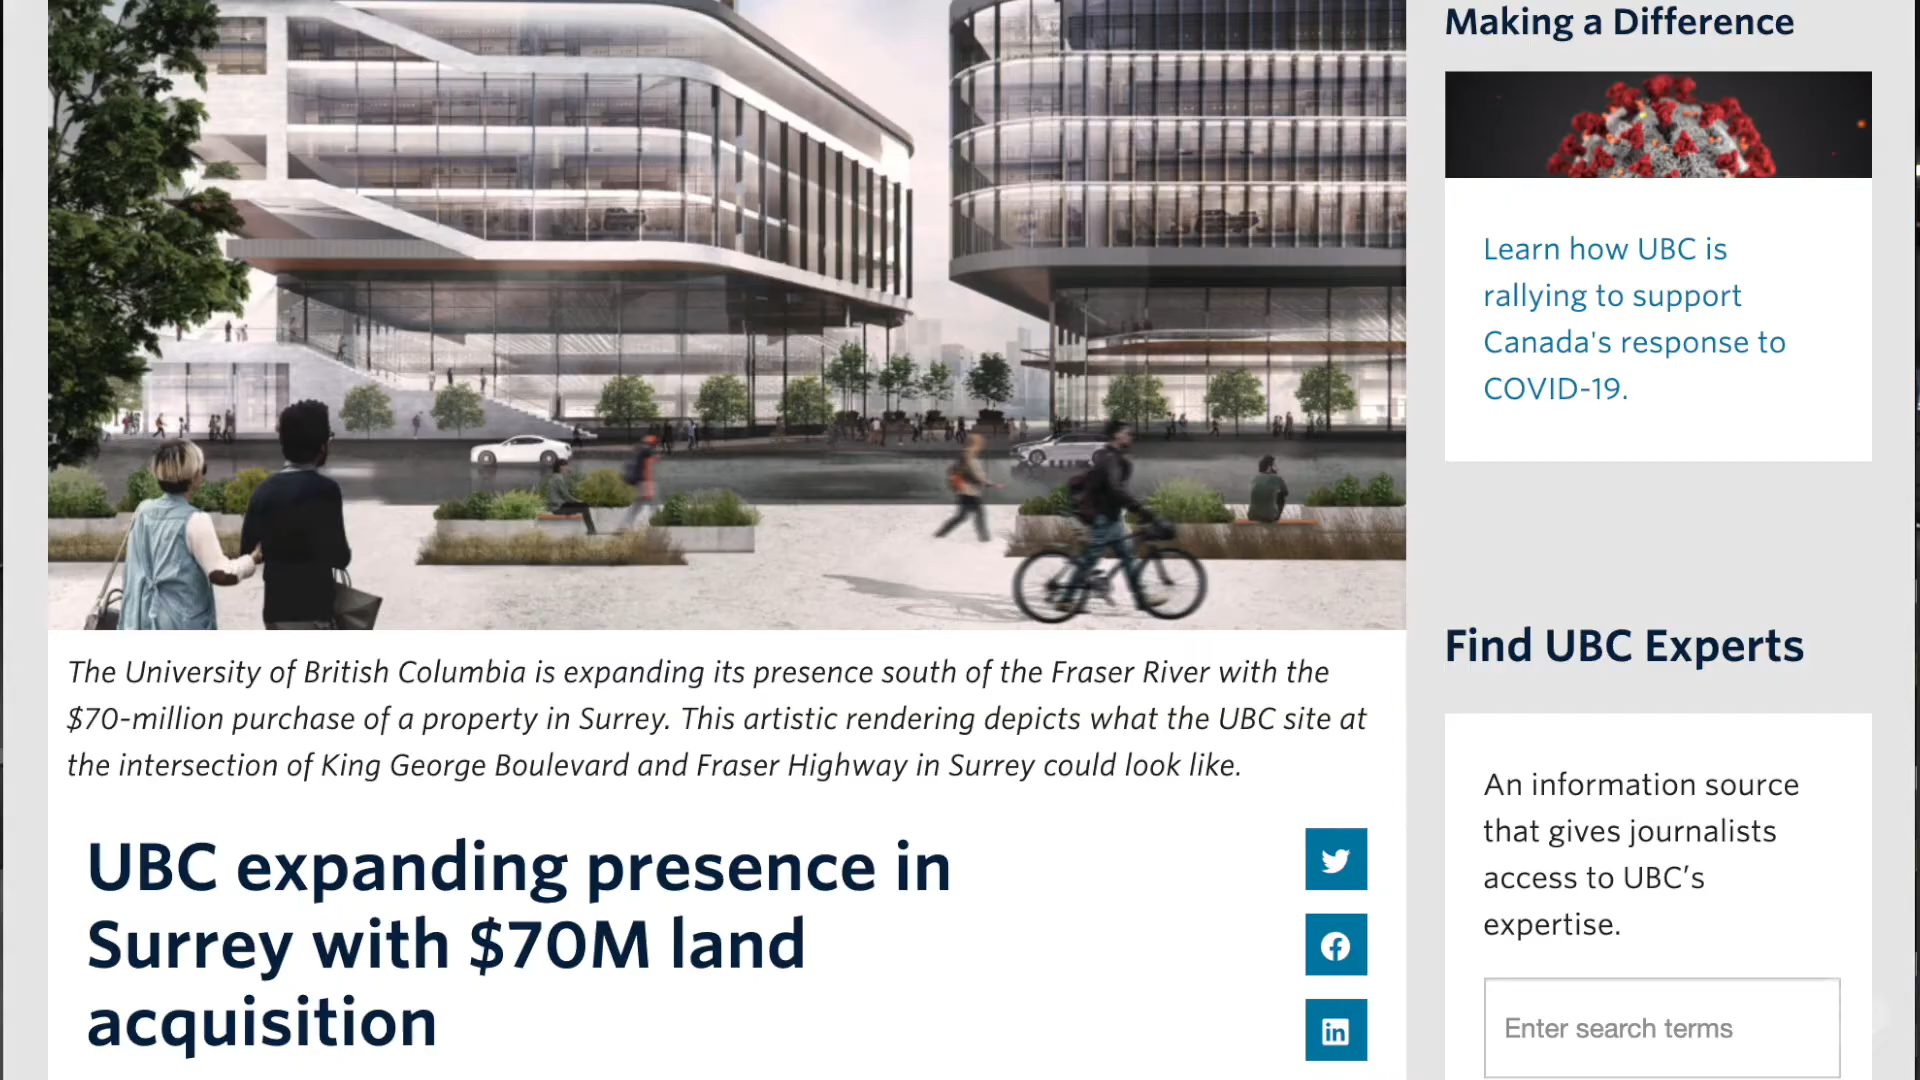 The University of British Columbia is expanding its presence south of the Fraser River with the
$70-million purchase of a property in Surrey. This artistic rendering depicts what the UBC site at
the intersection of King George Boulevard and Fraser Highway in Surrey could look like.
UBC expanding presence in
Surrey with $70M land
acquisition
Making a Difference
Learn how UBC is
rallying to support
Canada's response to
COVID-19.
Find UBC Experts
An information source
that gives journalists
access to UBC’s
expertise.
Enter search terms